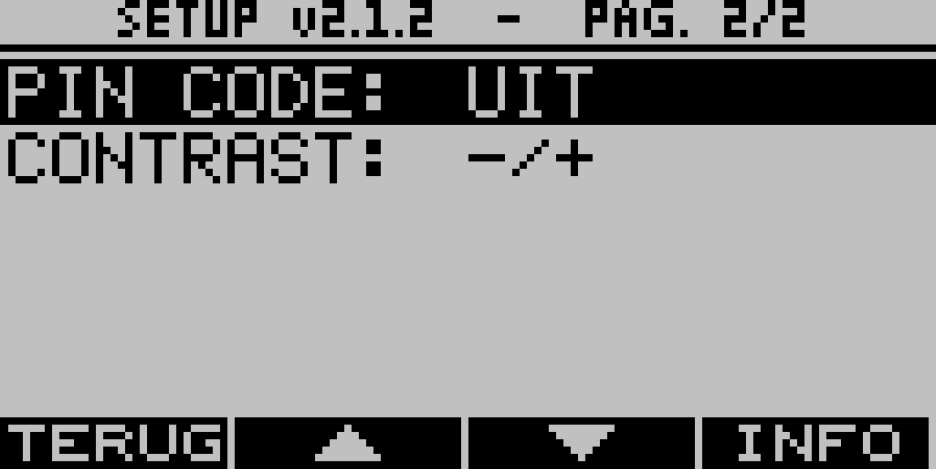 SETUP v2.1.2 - PAG. 2/2
PIN CODE: UIT
CONTRAST: -/+
TERUG ▲ ▼ INFO